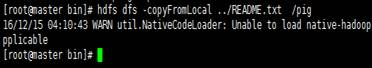 [root@master bin]# hdfs dfs -copyFromLocal ../README.txt /pig
16/12/15 04:10:43 WARN util.NativeCodeLoader: Unable to load native-hadoop
pplicable
[root@master bin]#